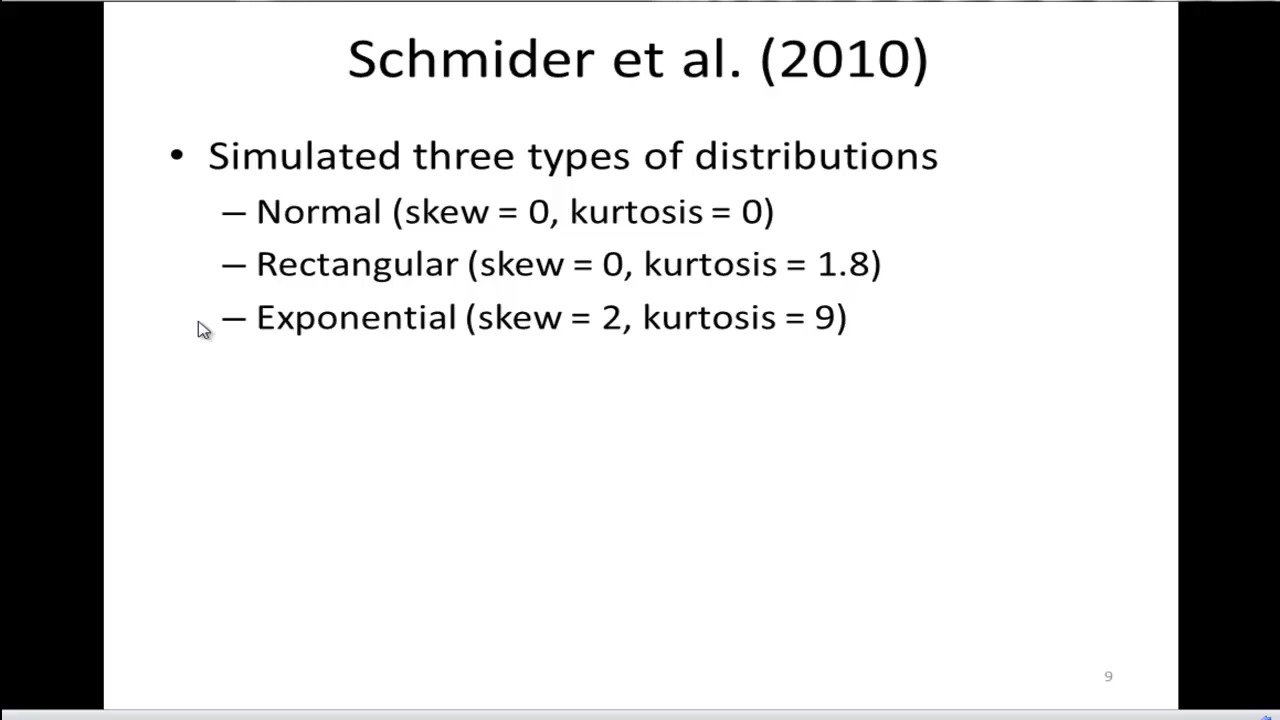 Schmider et al. (2010)
• Simulated three types of distributions
– Normal (skew = 0, kurtosis = 0)
– Rectangular (skew = 0, kurtosis = 1.8)
– Exponential (skew = 2, kurtosis = 9)
9